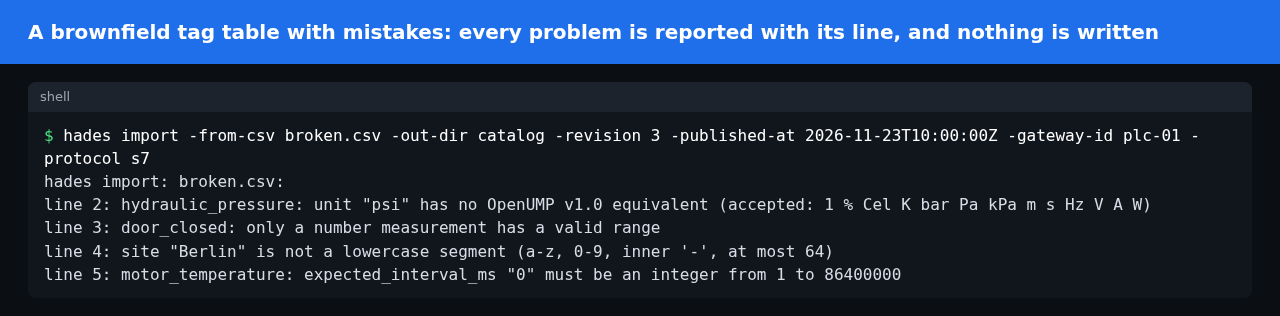 A brownfield tag table with mistakes: every problem is reported with its line, and nothing is written
shell
$ hades import -from-csv broken.csv -out-dir catalog -revision 3 -published-at 2026-11-23T10:00:00Z -gateway-id plc-01 -
protocol s7
hades import: broken.csv:
line 2: hydraulic_pressure: unit "psi" has no OpenUMP v1.0 equivalent (accepted: 1 % Cel K bar Pa kPa m s Hz V A W)
line 3: door_closed: only a number measurement has a valid range
line 4: site "Berlin" is not a lowercase segment (a-z, 0-9, inner '-', at most 64)
line 5: motor_temperature: expected_interval_ms "0" must be an integer from 1 to 86400000